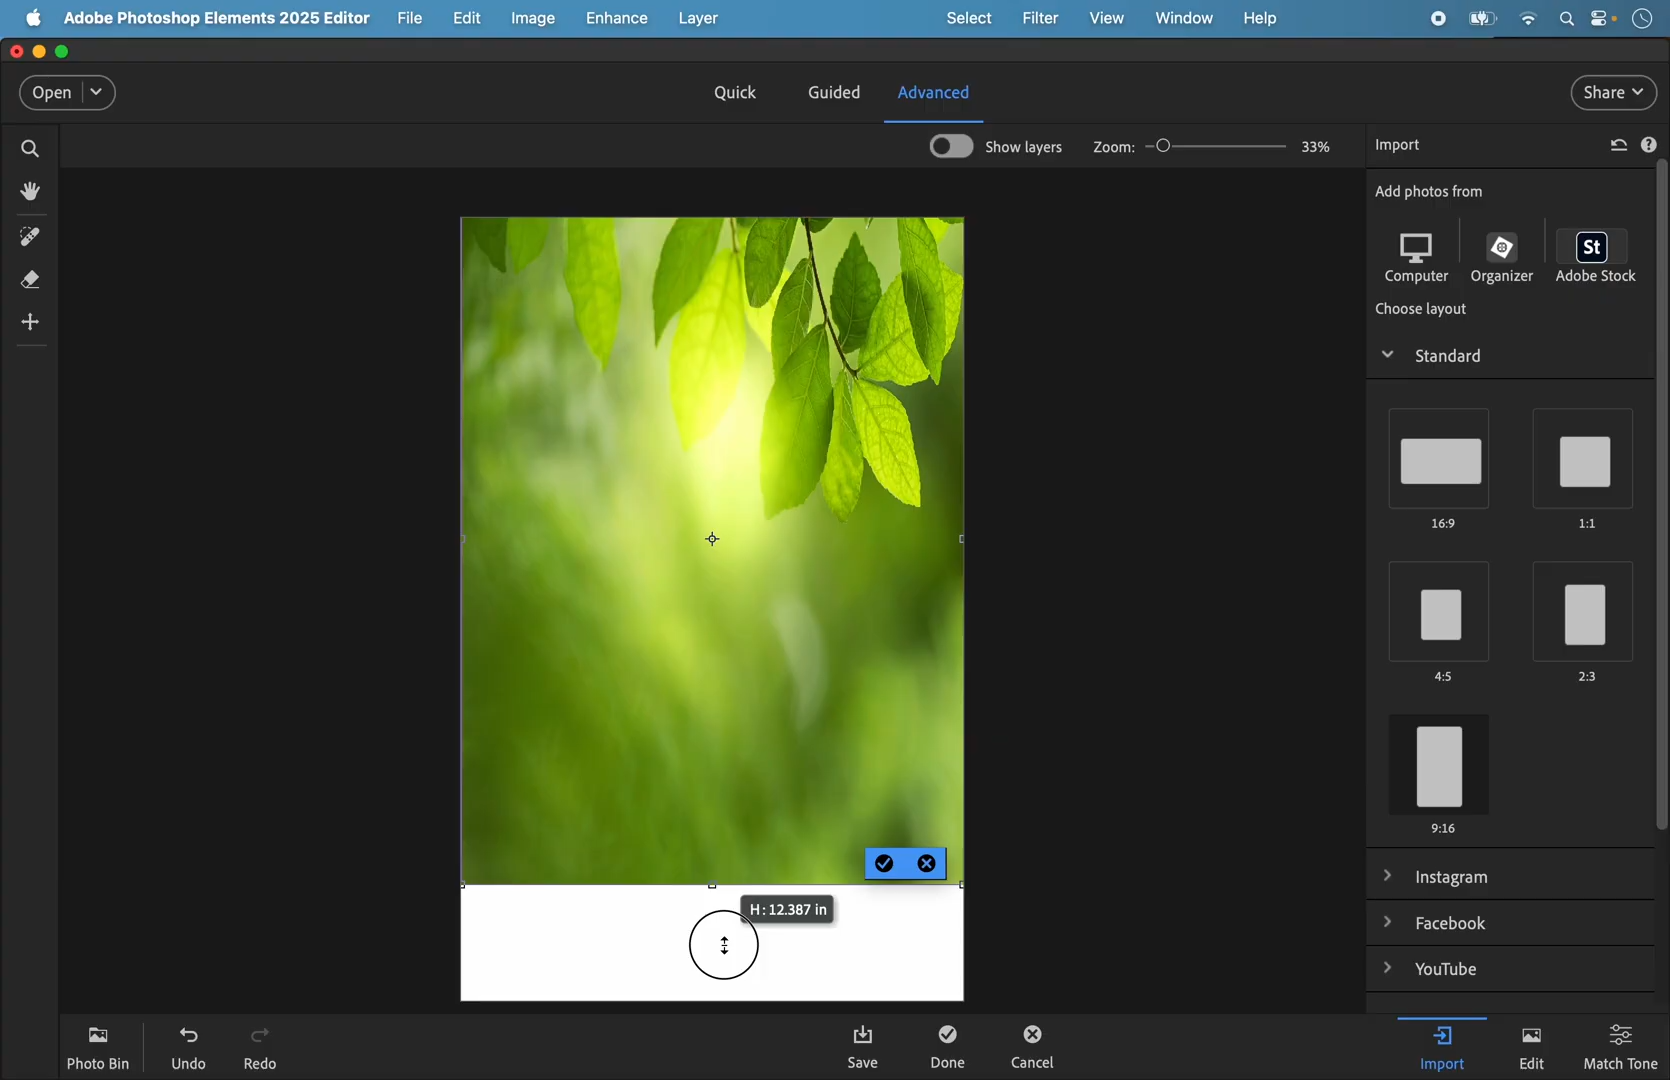 Adobe Photoshop Elements 2025 Editor File Edit Image Enhance Layer Select Filter View Window Help
Open Quick Guided Advanced Share
Show layers Zoom: 33% Import
Add photos from
St
Computer Organizer Adobe Stock
Choose layout
Standard
16:9 1:1
4:5 2:3
9:16
Instagram
H: 12.387 in
Facebook
YouTube
Photo Bin Undo Redo Save Done Cancel Import Edit Match Tone